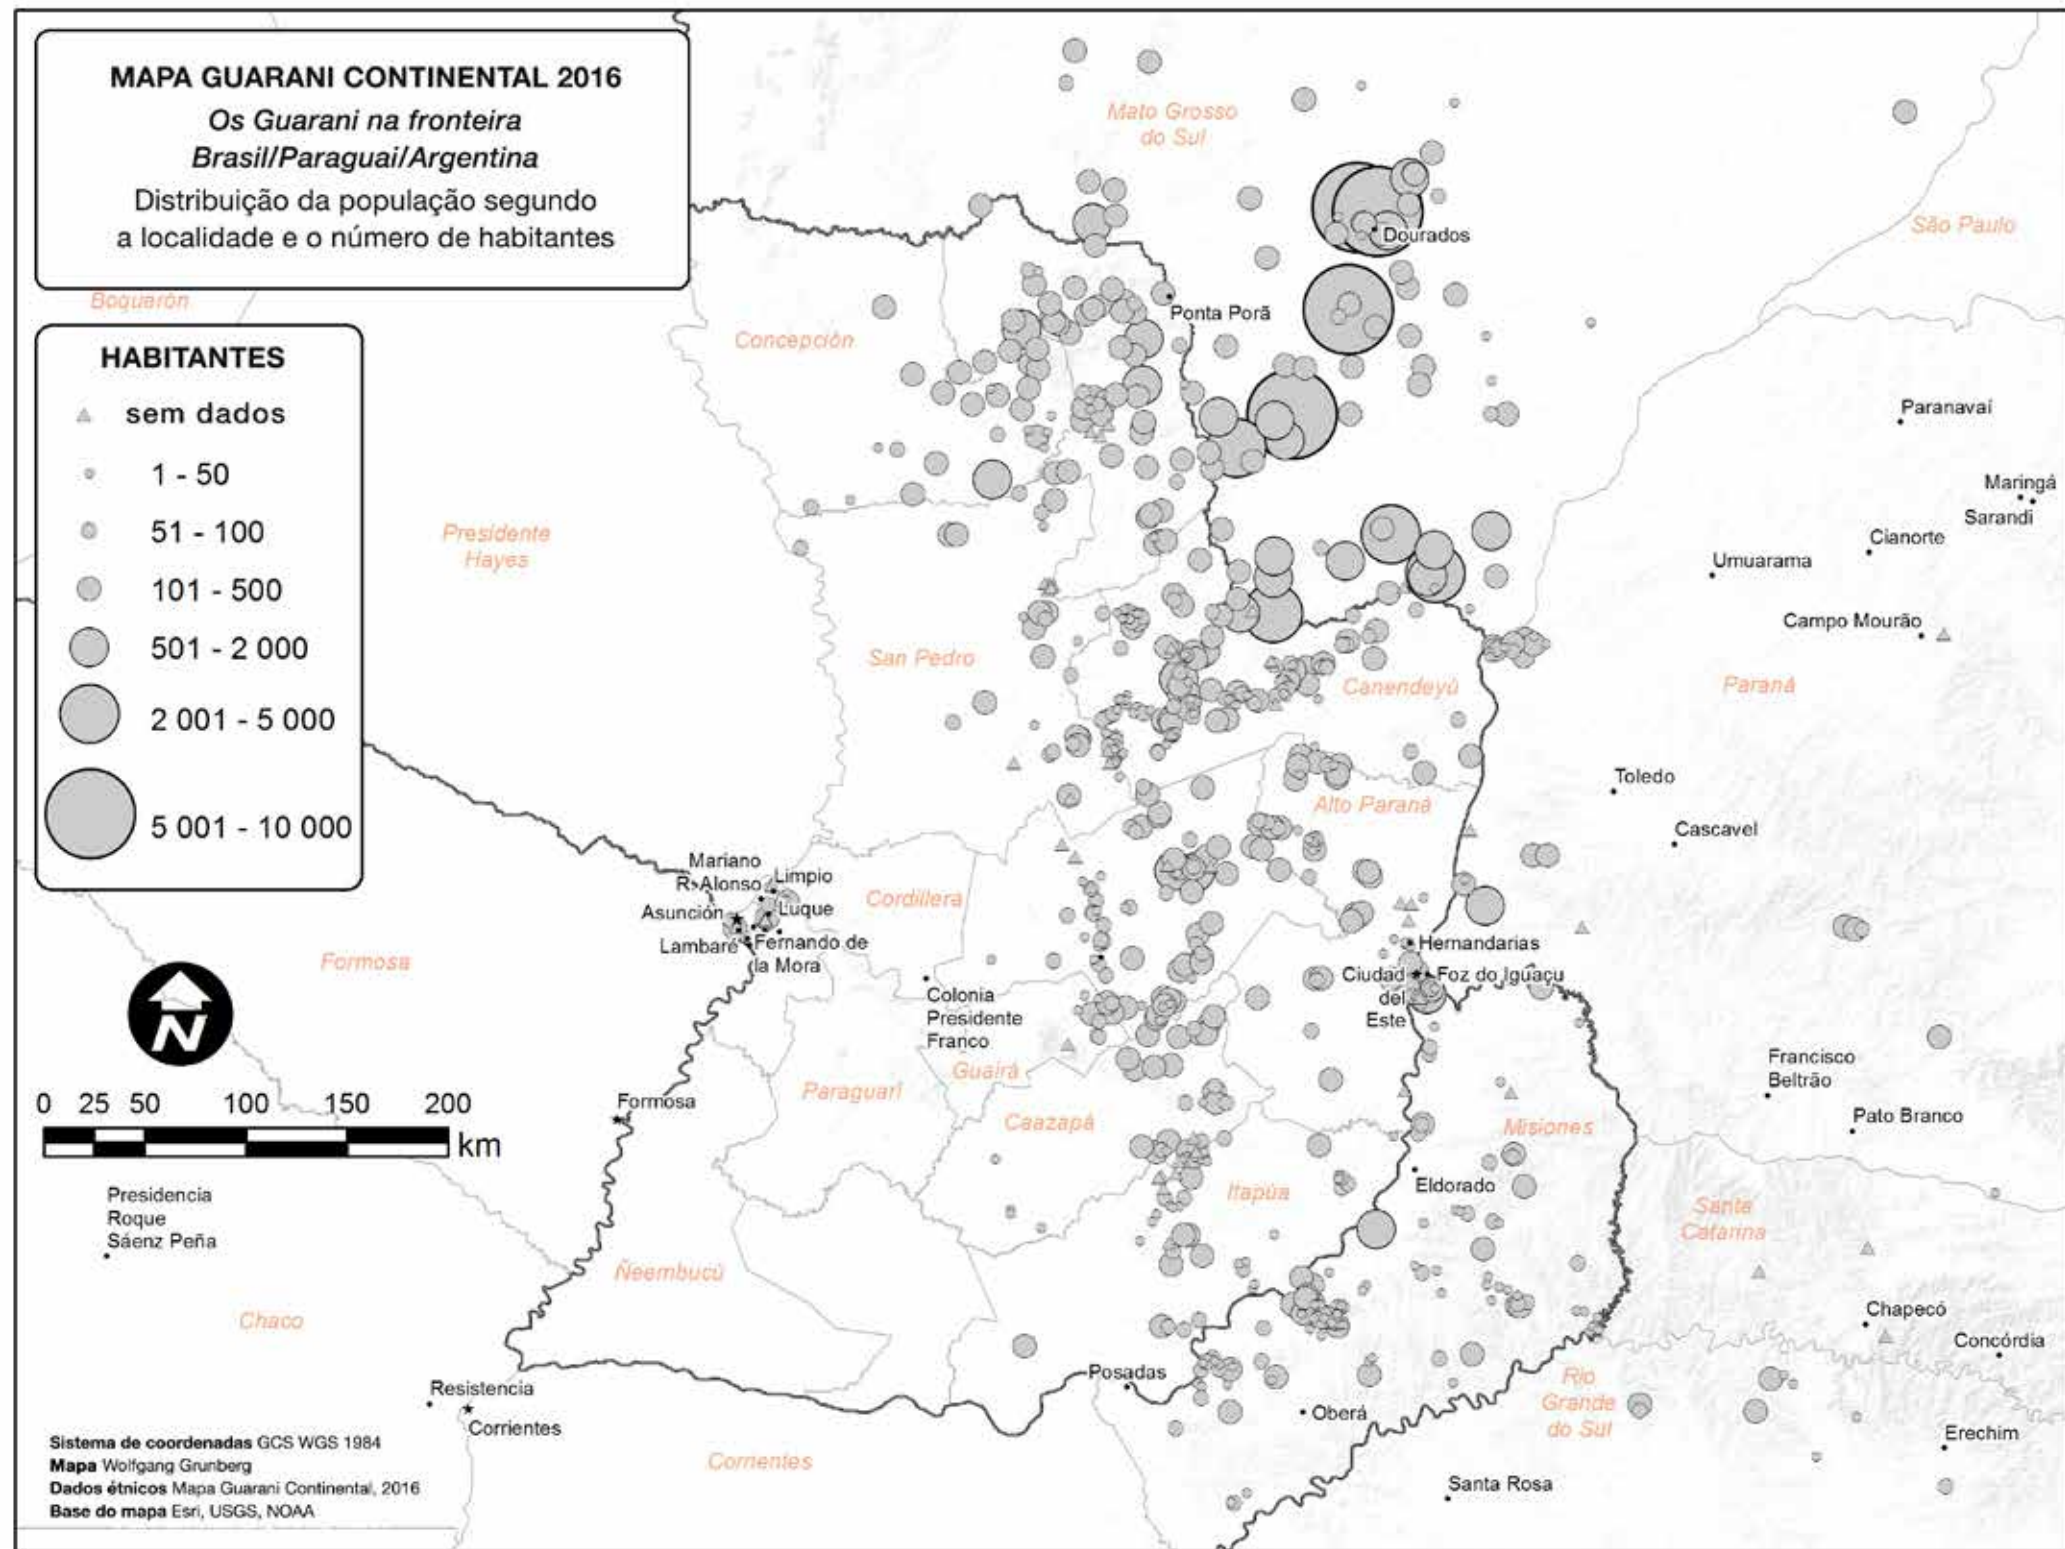 MAPA GUARANI CONTINENTAL 2016
Os Guarani na fronteira
Brasil/Paraguai/Argentina
Distribuição da população segundo
a localidade e o número de habitantes
Boquarón
HABITANTES
sem dados
1 - 50
51 - 100
101 - 500
501 - 2 000
2 001 - 5 000
5 001 - 10 000
Mato Grosso
do Sul
São Paulo
Dourados
Ponta Porã
Concepción
Paranavaí
Maringá
Sarandi
Cianorte
Umuarama
Campo Mourão
Presidente
Hayes
San Pedro
Canendeyú
Paraná
Toledo
Cascavel
Alto Paraná
Mariano
R. Alonso
Limpio
Asunción
Luque
Lambaré
Fernando de
la Mora
Cordillera
Formosa
Hernandarias
Ciudad
del
Este
Foz do Iguaçu
Colonia
Presidente
Franco
Guairá
Paraguarí
Caazapá
Francisco
Beltrão
Pato Branco
Misiones
N
0 25 50 100 150 200
km
Formosa
Presidencia
Roque
Sáenz Peña
Eldorado
Itapúa
Santa
Catarina
Ñeembucú
Chaco
Chapecó
Concórdia
Posadas
Resistencia
Corrientes
Oberá
Rio
Grande
do Sul
Erechim
Corrientes
Santa Rosa
Sistema de coordenadas GCS WGS 1984
Mapa Wolfgang Grunberg
Dados étnicos Mapa Guarani Continental, 2016
Base do mapa Esri, USGS, NOAA